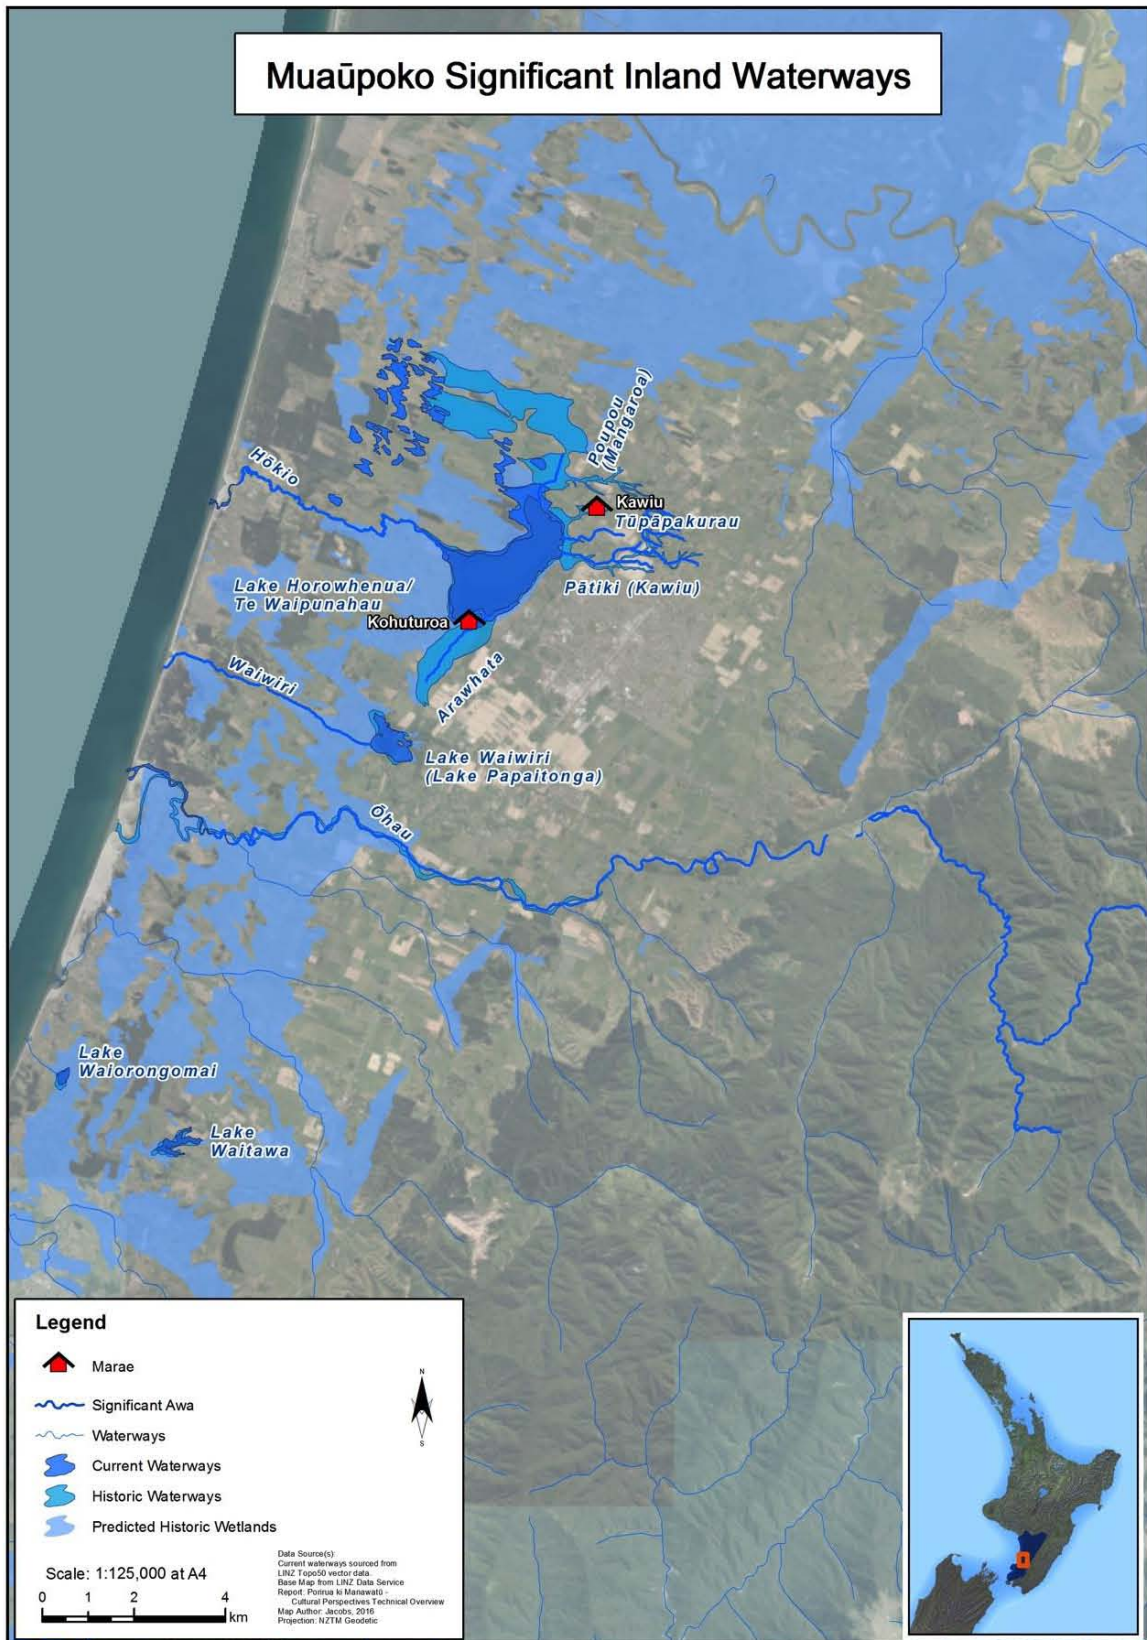 Muaūpoko Significant Inland Waterways
Poupou
(Mangaroa)
Hōkio
Kawiu
Tūpāpakurau
Lake Horowhenua/
Te Waipunahau
Pātiki (Kawiu)
Kohuturoa
Waiwiri
Arawhata
Lake Waiwiri
(Lake Papaitonga)
Ōhau
Lake
Waiorongomai
Lake
Waitawa
Legend
Marae
Significant Awa
Waterways
Current Waterways
Historic Waterways
Predicted Historic Wetlands
N
S
Scale: 1:125,000 at A4
0 1 2 4
km
Data Source(s):
Current waterways sourced from
LINZ Topo50 vector data.
Base Map from LINZ Data Service
Report: Porirua ki Manawatū -
Cultural Perspectives Technical Overview
Map Author: Jacobs, 2016
Projection: NZTM Geodetic